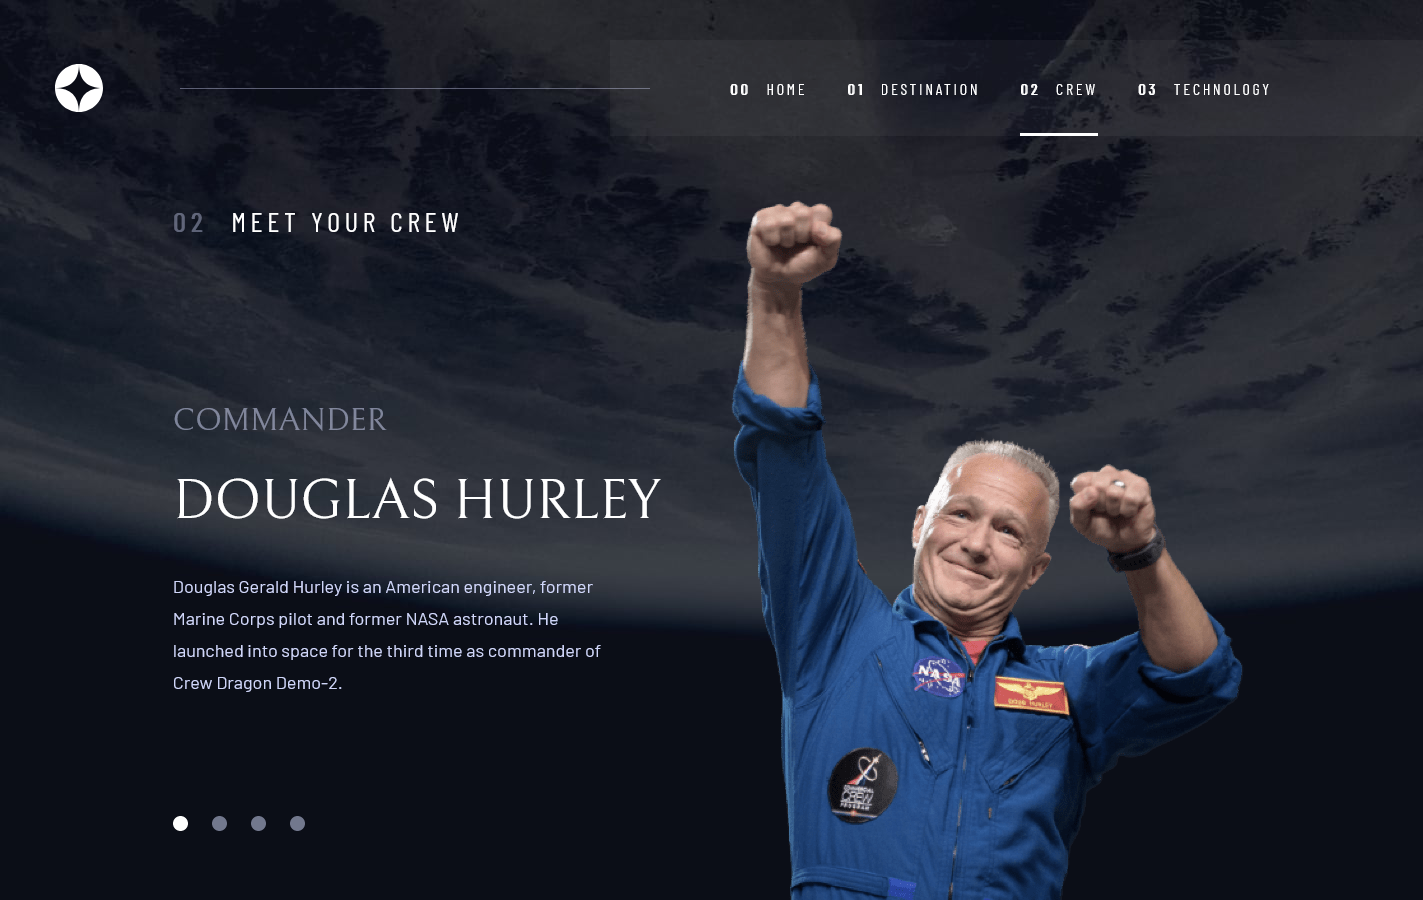 00 HOME 01 DESTINATION 02 CREW 03 TECHNOLOGY
02 MEET YOUR CREW
COMMANDER
DOUGLAS HURLEY
Douglas Gerald Hurley is an American engineer, former
Marine Corps pilot and former NASA astronaut. He
launched into space for the third time as commander of
Crew Dragon Demo-2.
NASA
COMMERCIAL
CREW
PROGRAM